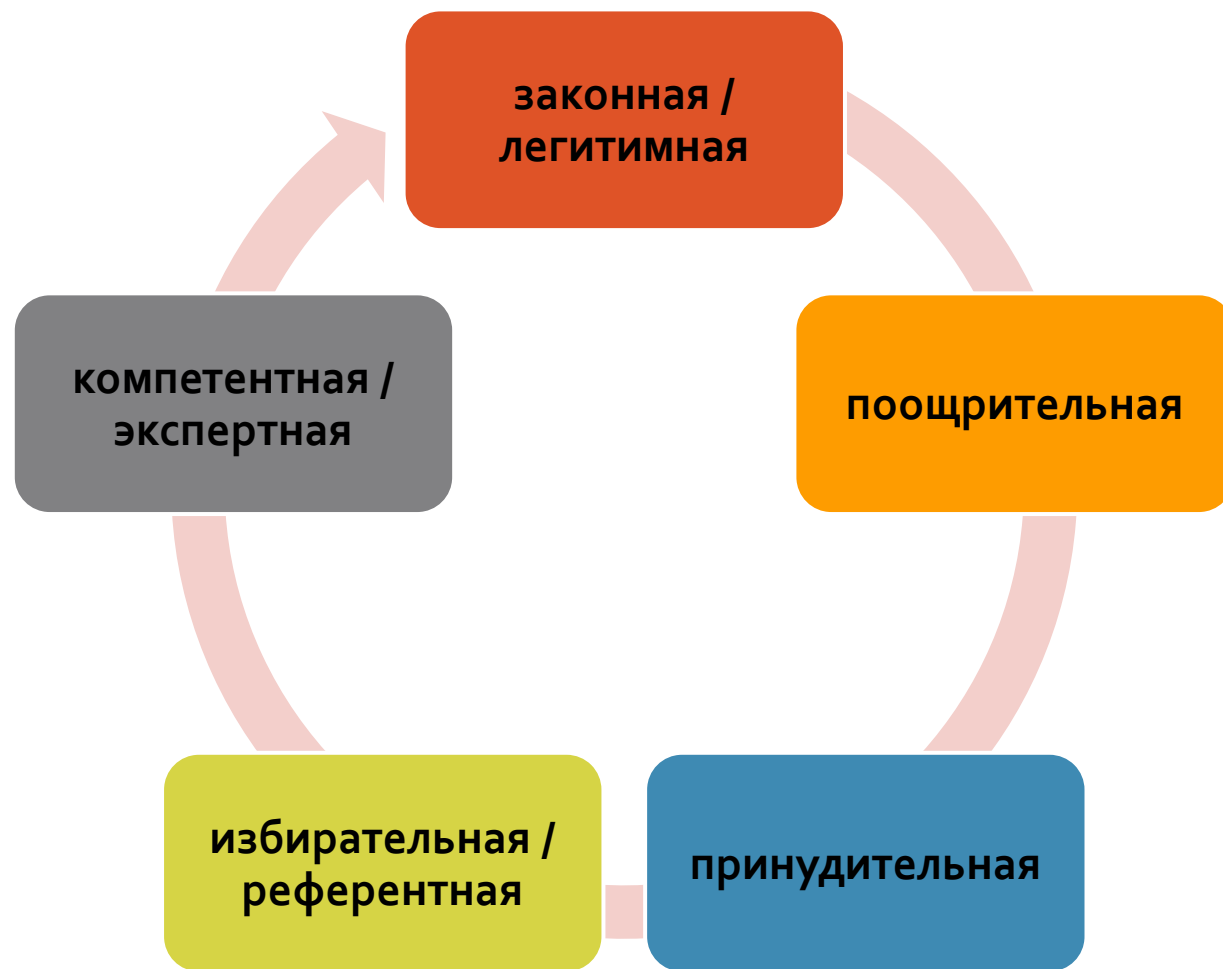 законная /
легитимная
поощрительная
принудительная
избирательная /
референтная
компетентная /
экспертная